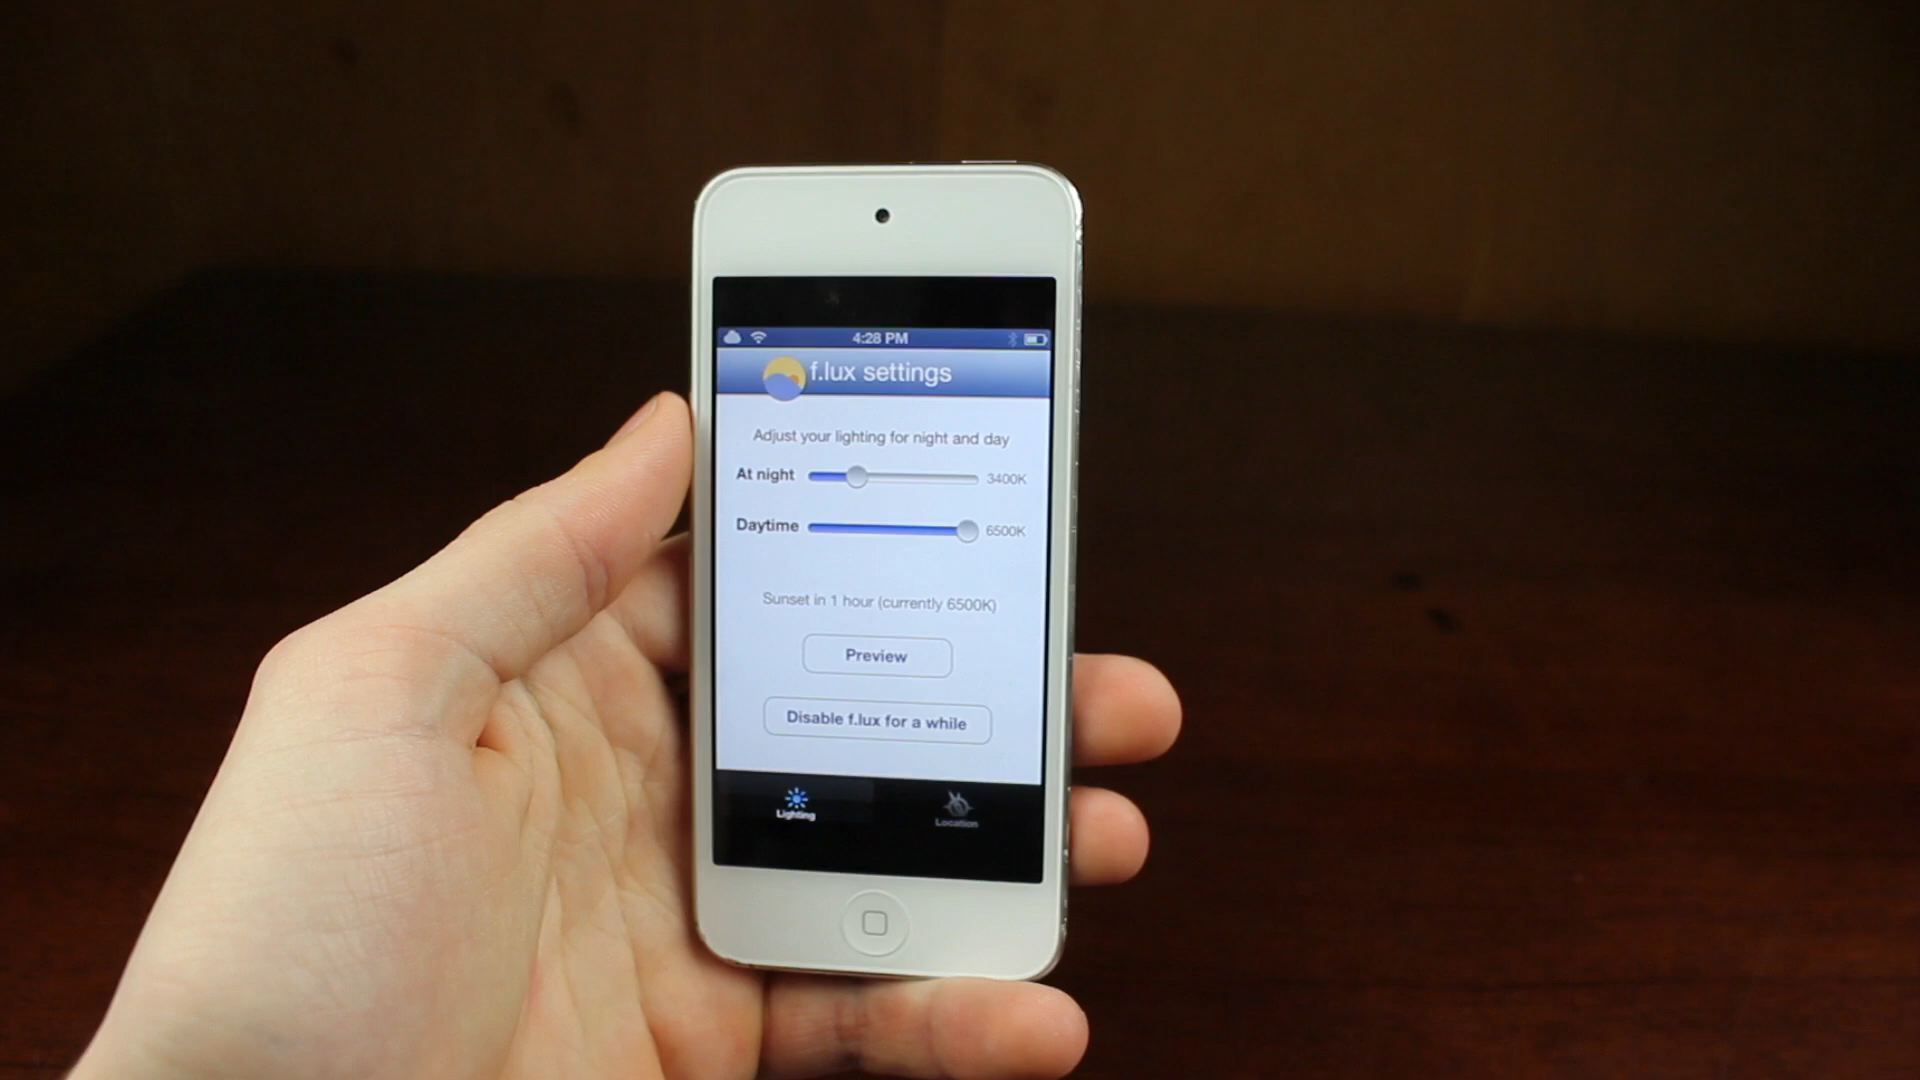 4:28 PM
f.lux settings
Adjust your lighting for night and day
At night 3400K
Daytime 6500K
Sunset in 1 hour (currently 6500K)
Preview
Disable f.lux for a while
Lighting Location